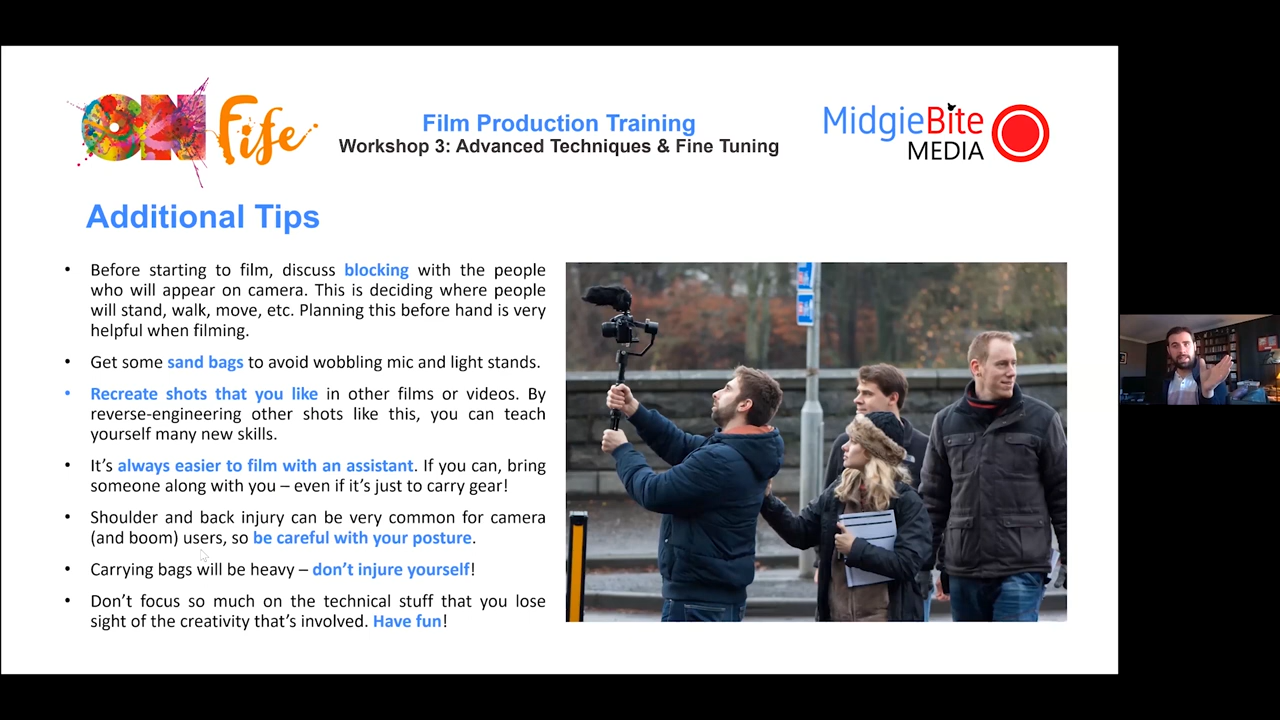 ON Fife
Film Production Training
Workshop 3: Advanced Techniques & Fine Tuning
MidgieBite
MEDIA
Additional Tips
• Before starting to film, discuss blocking with the people
who will appear on camera. This is deciding where people
will stand, walk, move, etc. Planning this before hand is very
helpful when filming.
• Get some sand bags to avoid wobbling mic and light stands.
• Recreate shots that you like in other films or videos. By
reverse-engineering other shots like this, you can teach
yourself many new skills.
• It’s always easier to film with an assistant. If you can, bring
someone along with you – even if it’s just to carry gear!
• Shoulder and back injury can be very common for camera
(and boom) users, so be careful with your posture.
• Carrying bags will be heavy – don’t injure yourself!
• Don’t focus so much on the technical stuff that you lose
sight of the creativity that’s involved. Have fun!